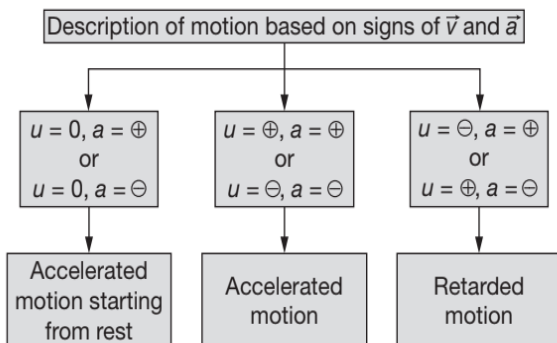 Description of motion based on signs of v⃗ and a⃗
u = 0, a = ⊕
or
u = 0, a = ⊖
u = ⊕, a = ⊕
or
u = ⊖, a = ⊖
u = ⊖, a = ⊕
or
u = ⊕, a = ⊖
Accelerated
motion starting
from rest
Accelerated
motion
Retarded
motion